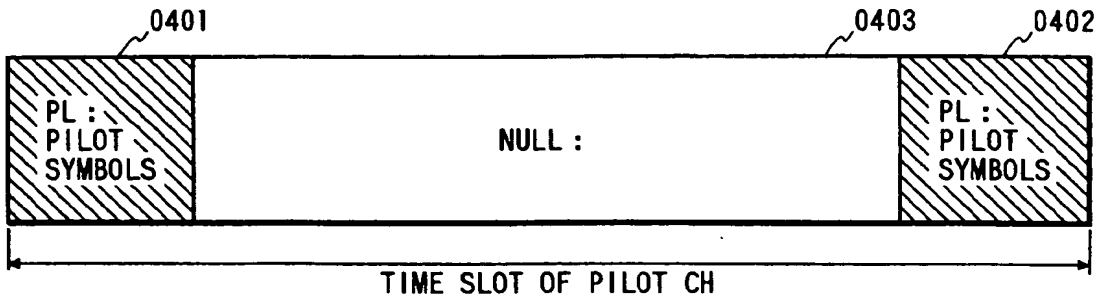 0401
0403
0402
PL :
PILOT
SYMBOLS
NULL :
PL :
PILOT
SYMBOLS
TIME SLOT OF PILOT CH